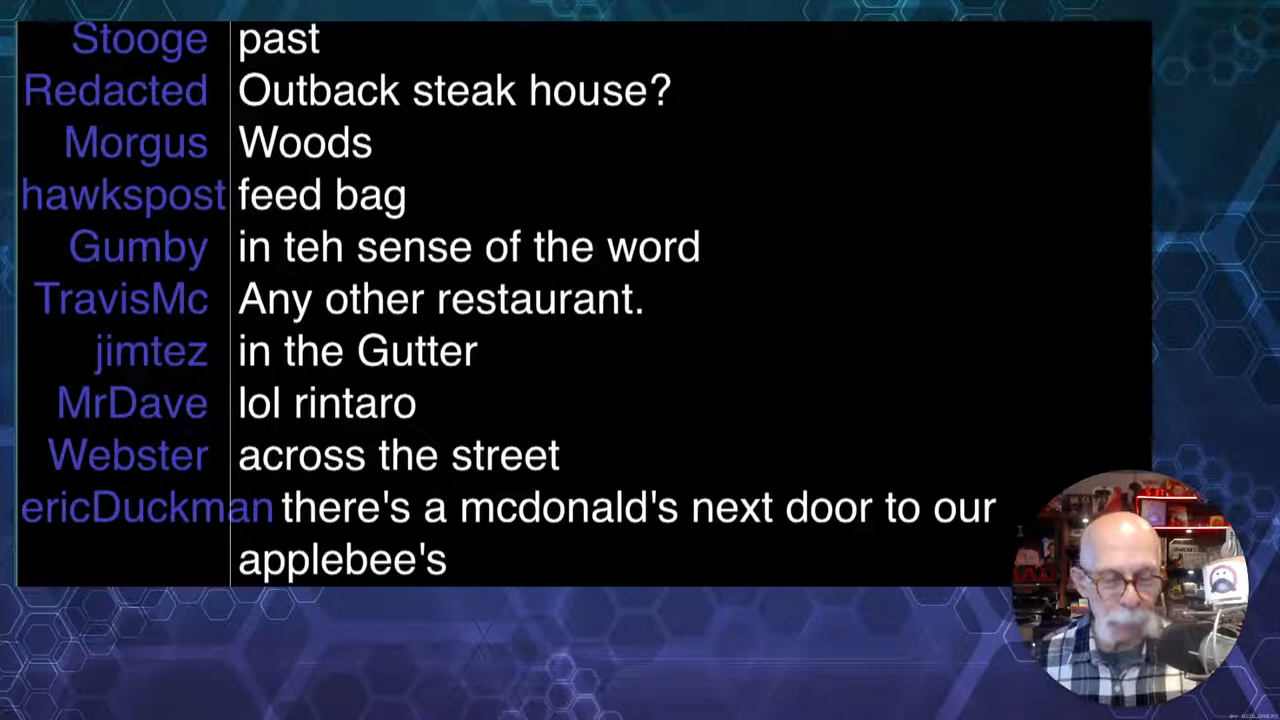 Stooge past
Redacted Outback steak house?
Morgus Woods
hawkspost feed bag
Gumby in teh sense of the word
TravisMc Any other restaurant.
jimtez in the Gutter
MrDave lol rintaro
Webster across the street
ericDuckman there's a mcdonald's next door to our
applebee's